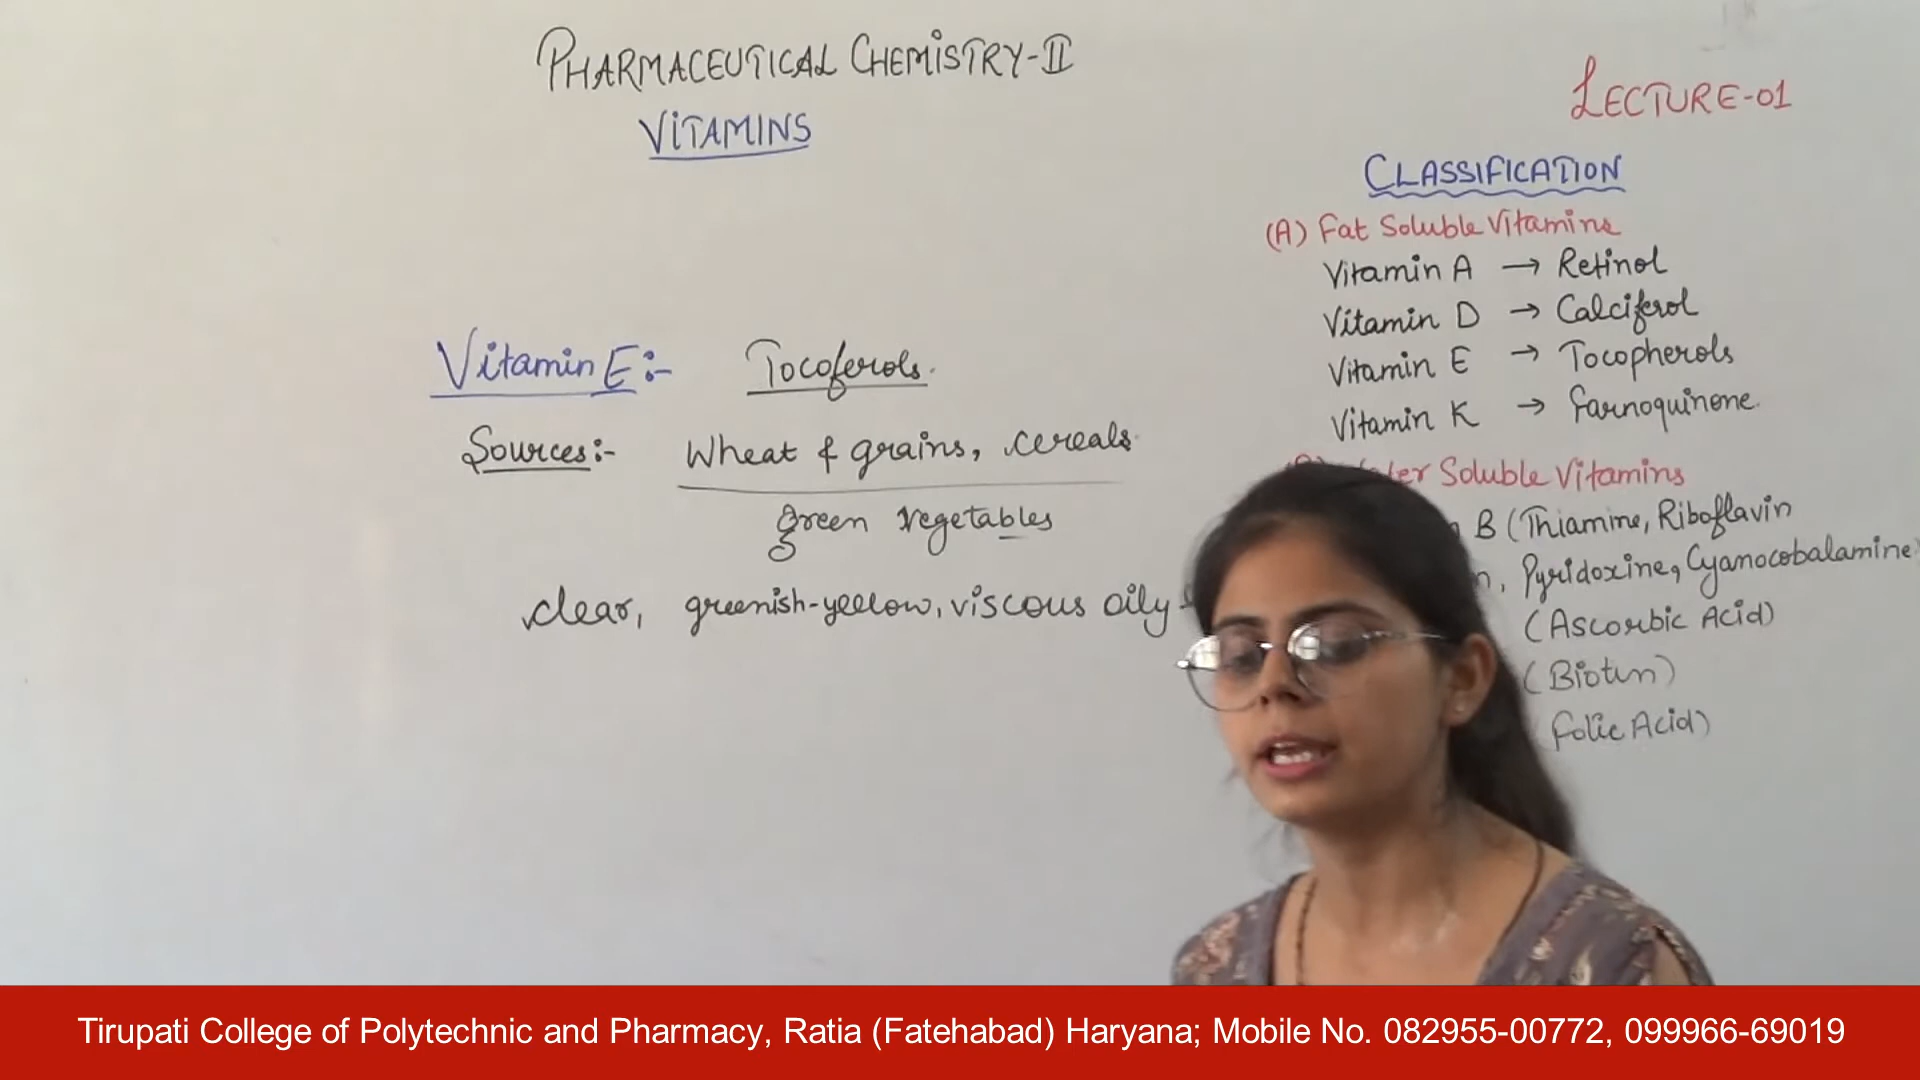 PHARMACEUTICAL CHEMISTRY-II
VITAMINS
LECTURE-01
Vitamin E:- Tocoferols.
Sources:- Wheat & grains, cereals
green vegetables
clear, greenish-yellow, viscous oily
CLASSIFICATION
(A) Fat Soluble Vitamins
Vitamin A → Retinol
Vitamin D → Calciferol
Vitamin E → Tocopherols
Vitamin K → Farnoquinone.
Soluble Vitamins
B (Thiamine, Riboflavin
, Pyridoxine, Cyanocobalamine
(Ascorbic Acid)
(Biotin)
(Folic Acid)
Tirupati College of Polytechnic and Pharmacy, Ratia (Fatehabad) Haryana; Mobile No. 082955-00772, 099966-69019